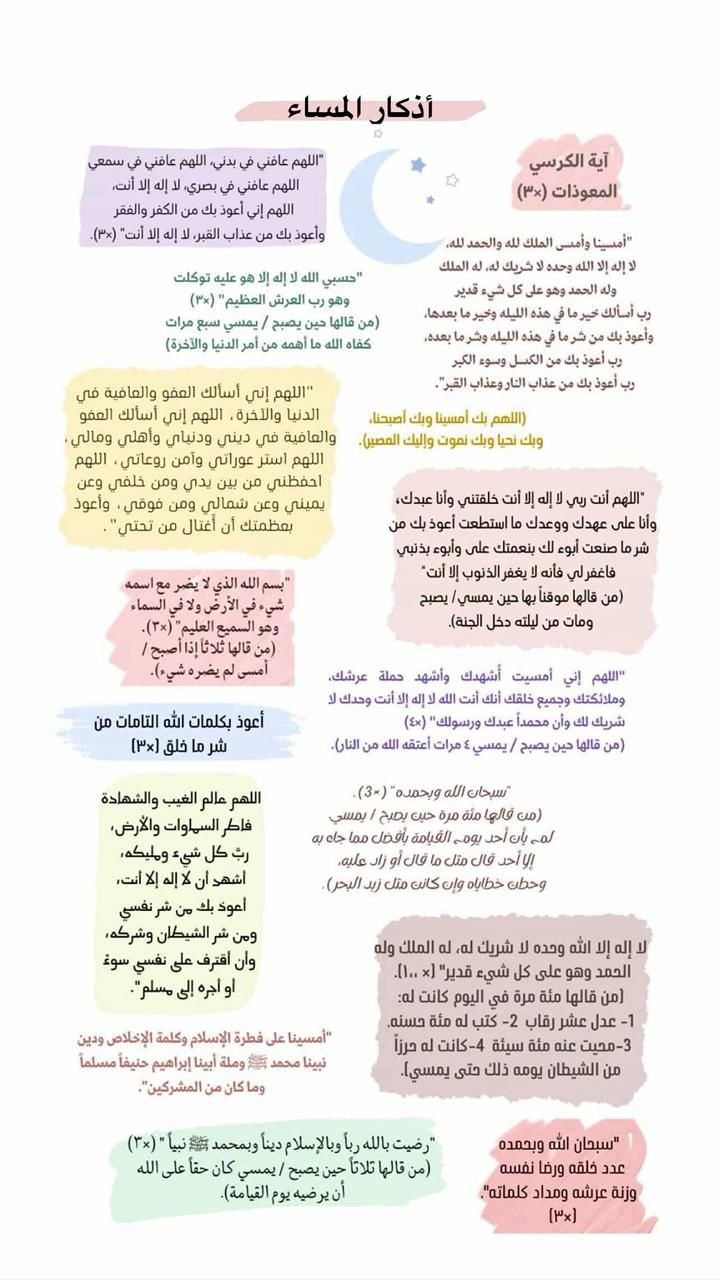 أذكار المساء
آية الكرسي
المعوذات (×٣)
"أمسينا وأمسى الملك لله والحمد لله،
لا إله إلا الله وحده لا شريك له، له الملك
وله الحمد وهو على كل شيء قدير
رب أسألك خير ما في هذه الليله وخير ما بعدها،
وأعوذ بك من شر ما في هذه الليله وشر ما بعده،
رب أعوذ بك من الكسل وسوء الكبر
رب أعوذ بك من عذاب النار وعذاب القبر".
(اللهم بك أمسينا وبك أصبحنا،
وبك نحيا وبك نموت وإليك المصير).
"اللهم أنت ربي لا إله إلا أنت خلقتني وأنا عبدك،
وأنا على عهدك ووعدك ما استطعت أعوذ بك من
شر ما صنعت أبوء لك بنعمتك على وأبوء بذنبي
فاغفر لي فأنه لا يغفر الذنوب إلا أنت"
(من قالها موقناً بها حين يمسي/ يصبح
ومات من ليلته دخل الجنة).
"اللهم إني أمسيت أشهدك وأشهد حملة عرشك،
وملائكتك وجميع خلقك أنك أنت الله لا إله إلا أنت وحدك لا
شريك لك وأن محمداً عبدك ورسولك" (×٤)
(من قالها حين يصبح / يمسي ٤ مرات أعتقه الله من النار).
"سبحان الله وبحمده" (×3).
(من قالها مئة مرة حين يصبح / يمسي
لم يأت أحد يوم القيامة بأفضل مما جاء به
إلا أحد قال مثل ما قال أو زاد عليه،
وحطت خطاياه وإن كانت مثل زبد البحر).
لا إله إلا الله وحده لا شريك له، له الملك وله
الحمد وهو على كل شيء قدير" (× ١٠٠).
(من قالها مئة مرة في اليوم كانت له:
1- عدل عشر رقاب 2- كتب له مئة حسنه.
3-محيت عنه مئة سيئة 4-كانت له حرزاً
من الشيطان يومه ذلك حتى يمسي).
"سبحان الله وبحمده
عدد خلقه ورضا نفسه
وزنة عرشه ومداد كلماته".
(×٣)
"اللهم عافني في بدني، اللهم عافني في سمعي
اللهم عافني في بصري، لا إله إلا أنت،
اللهم إني أعوذ بك من الكفر والفقر
وأعوذ بك من عذاب القبر، لا إله إلا أنت" (×٣).
"حسبي الله لا إله إلا هو عليه توكلت
وهو رب العرش العظيم" (×٣)
(من قالها حين يصبح / يمسي سبع مرات
كفاه الله ما أهمه من أمر الدنيا والآخرة)
"اللهم إني أسألك العفو والعافية في
الدنيا والآخرة، اللهم إني أسألك العفو
والعافية في ديني ودنياي وأهلي ومالي،
اللهم استر عوراتي وآمن روعاتي، اللهم
احفظني من بين يدي ومن خلفي وعن
يميني وعن شمالي ومن فوقي، وأعوذ
بعظمتك أن أغتال من تحتي".
"بسم الله الذي لا يضر مع اسمه
شيء في الأرض ولا في السماء
وهو السميع العليم" (×٣).
(من قالها ثلاثاً إذا أصبح /
أمسى لم يضره شيء).
أعوذ بكلمات الله التامات من
شر ما خلق (×٣)
اللهم عالم الغيب والشهادة
فاطر السماوات والأرض،
ربّ كل شيء ومليكه،
أشهد أن لا إله إلا أنت،
أعوذ بك من شر نفسي
ومن شر الشيطان وشركه،
وأن أقترف على نفسي سوءً
أو أجره إلى مسلم".
"أمسينا على فطرة الإسلام وكلمة الإخلاص ودين
نبينا محمد ﷺ وملة أبينا إبراهيم حنيفاً مسلماً
وما كان من المشركين".
"رضيت بالله رباً وبالإسلام ديناً وبمحمد ﷺ نبياً " (×٣)
(من قالها ثلاثاً حين يصبح / يمسي كان حقاً على الله
أن يرضيه يوم القيامة).